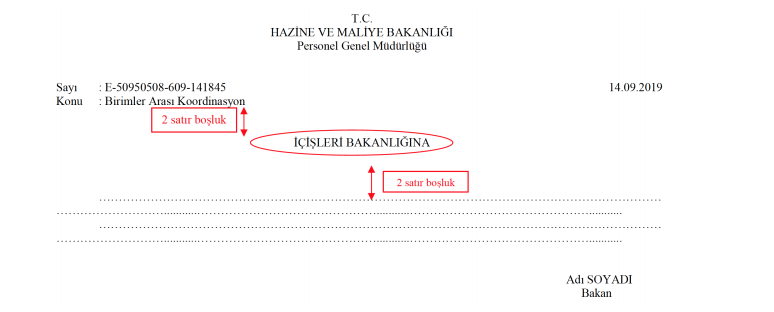 T.C.
HAZİNE VE MALİYE BAKANLIĞI
Personel Genel Müdürlüğü
Sayı : E-50950508-609-141845 14.09.2019
Konu : Birimler Arası Koordinasyon
2 satır boşluk
İÇİŞLERİ BAKANLIĞINA
2 satır boşluk
Adı SOYADI
Bakan